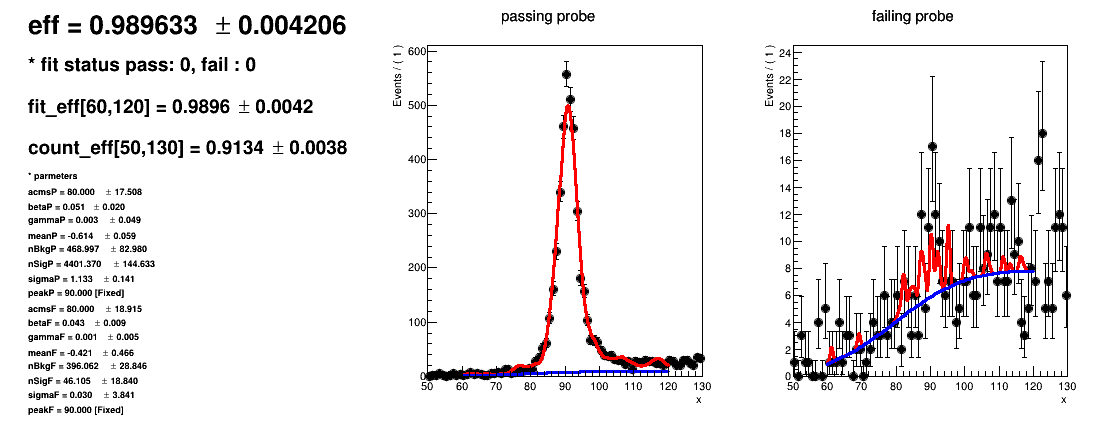 eff = 0.989633 ± 0.004206
* fit status pass: 0, fail : 0
fit_eff[60,120] = 0.9896 ± 0.0042
count_eff[50,130] = 0.9134 ± 0.0038
* parmeters
acmsP = 80.000 ± 17.508
betaP = 0.051 ± 0.020
gammaP = 0.003 ± 0.049
meanP = -0.614 ± 0.059
nBkgP = 468.997 ± 82.980
nSigP = 4401.370 ± 144.633
sigmaP = 1.133 ± 0.141
peakP = 90.000 [Fixed]
acmsF = 80.000 ± 18.915
betaF = 0.043 ± 0.009
gammaF = 0.001 ± 0.005
meanF = -0.421 ± 0.466
nBkgF = 396.062 ± 28.846
nSigF = 46.105 ± 18.840
sigmaF = 0.030 ± 3.841
peakF = 90.000 [Fixed]
passing probe
Events / ( 1 )
600
500
400
300
200
100
0
50 60 70 80 90 100 110 120 130
x
failing probe
Events / ( 1 )
24
22
20
18
16
14
12
10
8
6
4
2
0
50 60 70 80 90 100 110 120 130
x